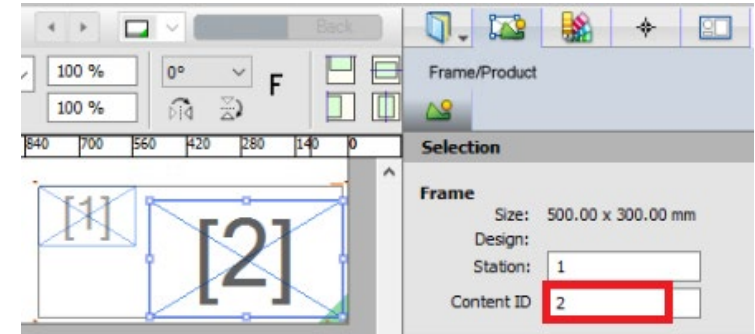 Back
100 %
0°
F
100 %
840 700 560 420 280 140 0
[1]
[2]
Frame/Product
Selection
Frame
Size: 500.00 x 300.00 mm
Design:
Station: 1
Content ID 2